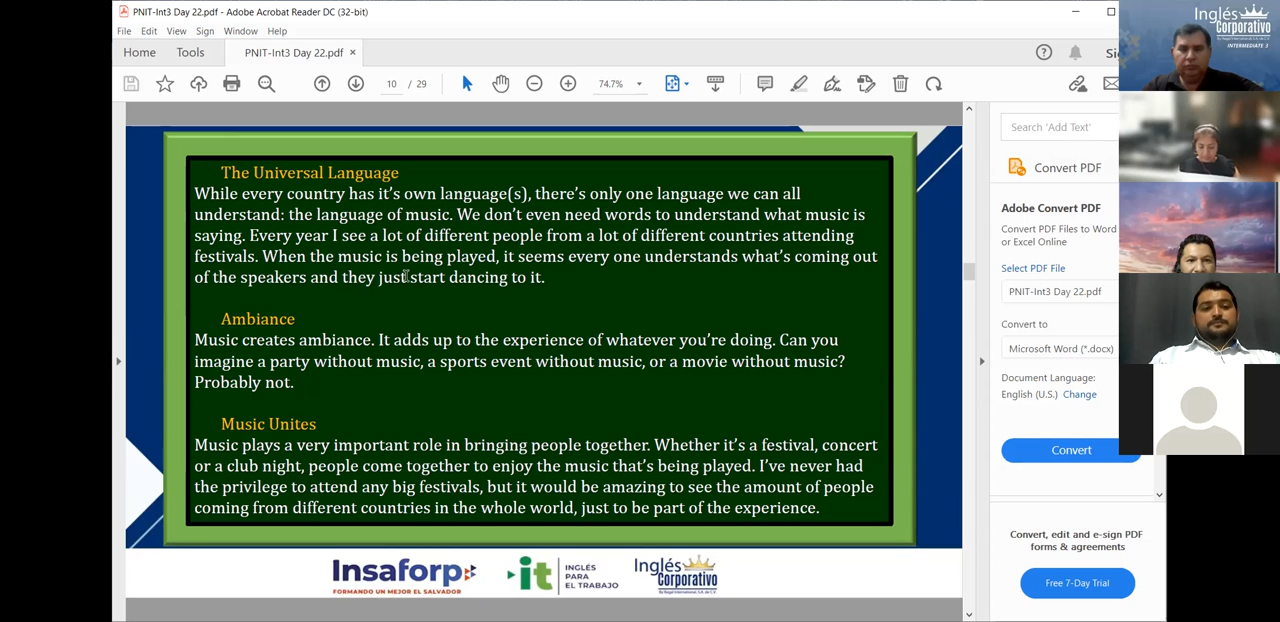 PNIT-Int3 Day 22.pdf - Adobe Acrobat Reader DC (32-bit)
File Edit View Sign Window Help
Home Tools PNIT-Int3 Day 22.pdf ×
10 / 29 74.7%
The Universal Language
While every country has it's own language(s), there's only one language we can all
understand: the language of music. We don't even need words to understand what music is
saying. Every year I see a lot of different people from a lot of different countries attending
festivals. When the music is being played, it seems every one understands what's coming out
of the speakers and they just start dancing to it.
Ambiance
Music creates ambiance. It adds up to the experience of whatever you're doing. Can you
imagine a party without music, a sports event without music, or a movie without music?
Probably not.
Music Unites
Music plays a very important role in bringing people together. Whether it's a festival, concert
or a club night, people come together to enjoy the music that's being played. I've never had
the privilege to attend any big festivals, but it would be amazing to see the amount of people
coming from different countries in the whole world, just to be part of the experience.
Insaforp
FORMANDO UN MEJOR EL SALVADOR
it
INGLÉS
PARA
EL TRABAJO
Inglés
Corporativo
By Regal International, S.A. de C.V.
Search 'Add Text'
Convert PDF
Adobe Convert PDF
Convert PDF Files to Word
or Excel Online
Select PDF File
PNIT-Int3 Day 22.pdf
Convert to
Microsoft Word (*.docx)
Document Language:
English (U.S.) Change
Convert
Convert, edit and e-sign PDF
forms & agreements
Free 7-Day Trial
Inglés
Corporativo
INTERMEDIATE 3